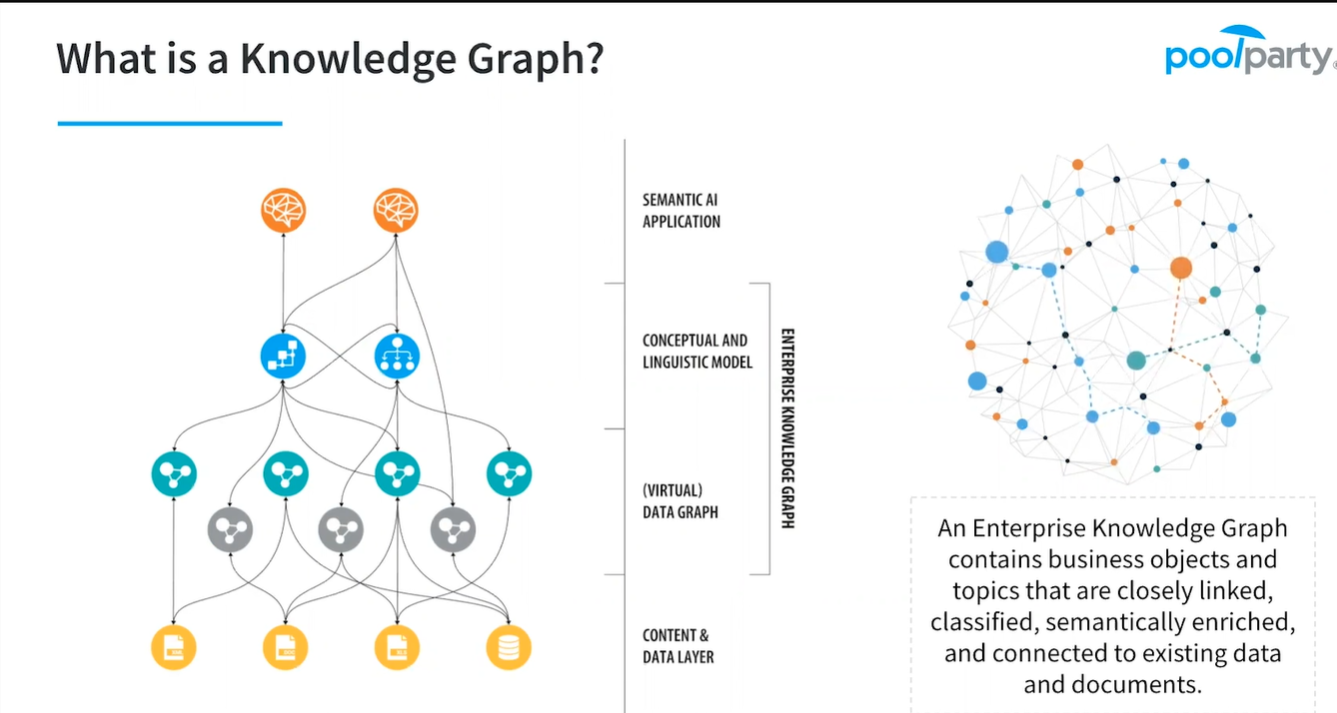 What is a Knowledge Graph?
poolparty
SEMANTIC AI
APPLICATION
CONCEPTUAL AND
LINGUISTIC MODEL
(VIRTUAL)
DATA GRAPH
CONTENT &
DATA LAYER
ENTERPRISE KNOWLEDGE GRAPH
An Enterprise Knowledge Graph
contains business objects and
topics that are closely linked,
classified, semantically enriched,
and connected to existing data
and documents.